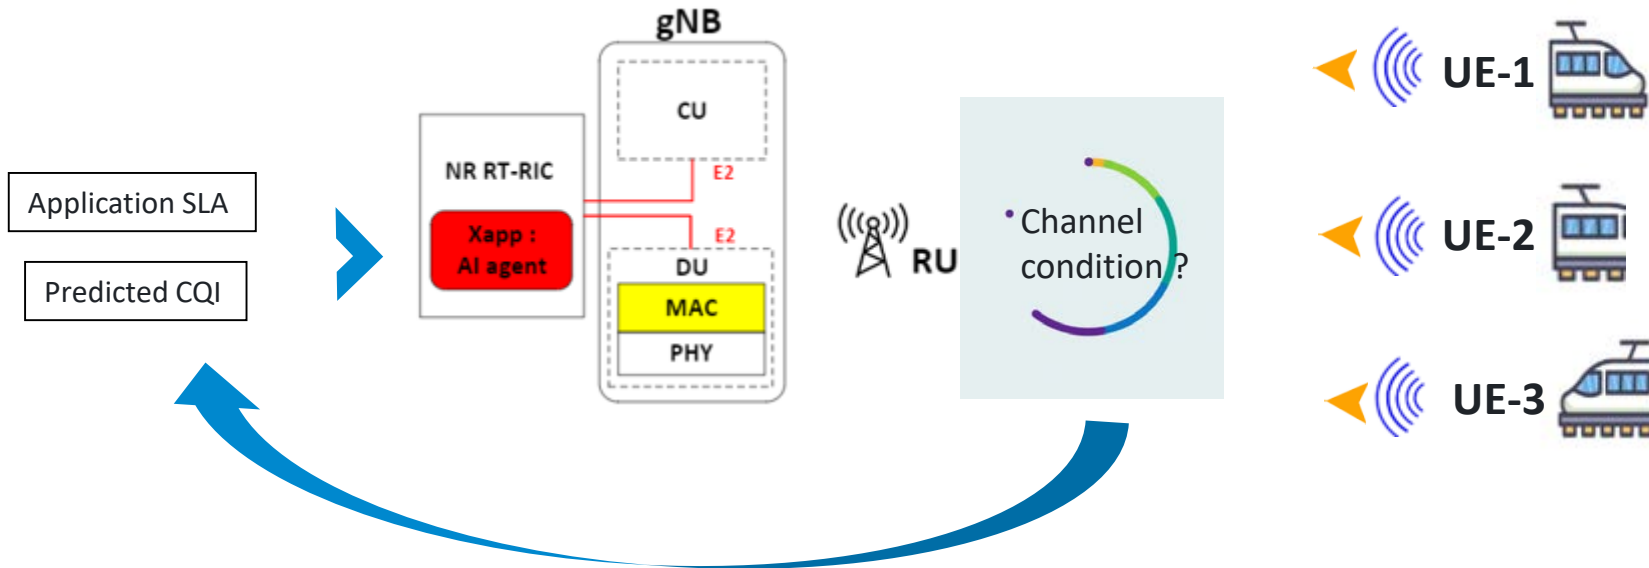 gNB
CU
E2
NR RT-RIC
Xapp :
AI agent
E2
DU
MAC
PHY
Application SLA
Predicted CQI
RU
• Channel
condition ?
UE-1
UE-2
UE-3